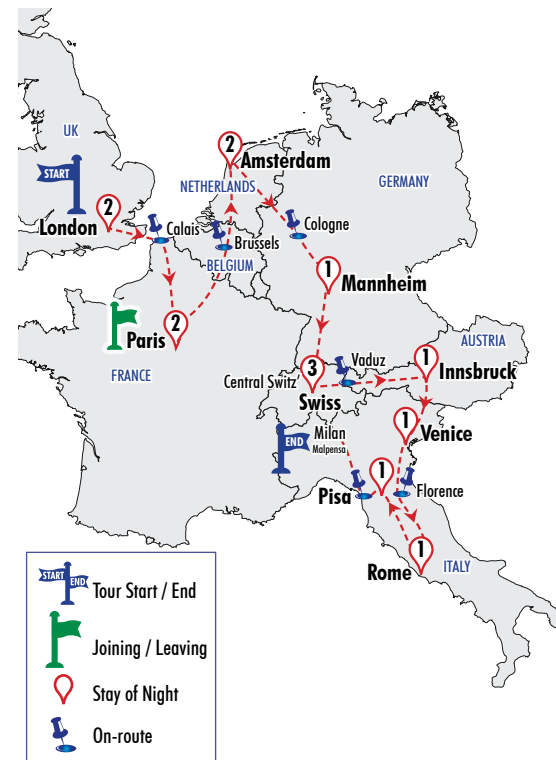 UK
START
2
London
Calais
2
Amsterdam
NETHERLANDS
GERMANY
Cologne
Brussels
BELGIUM
1
Mannheim
Paris
2
FRANCE
AUSTRIA
Vaduz
1
Innsbruck
3
Central Switz
Swiss
1
Venice
END
Milan
Malpensa
1
Pisa
Florence
1
Rome
ITALY
START
END
Tour Start / End
Joining / Leaving
Stay of Night
On-route